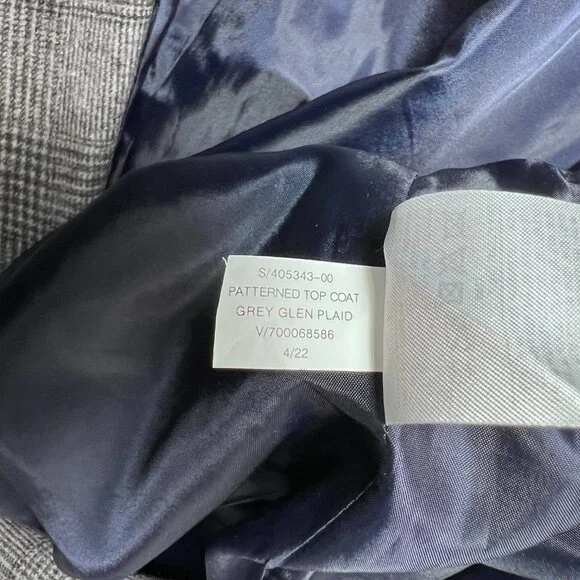 S/405343-00
PATTERNED TOP COAT
GREY GLEN PLAID
V/700068586
4/22